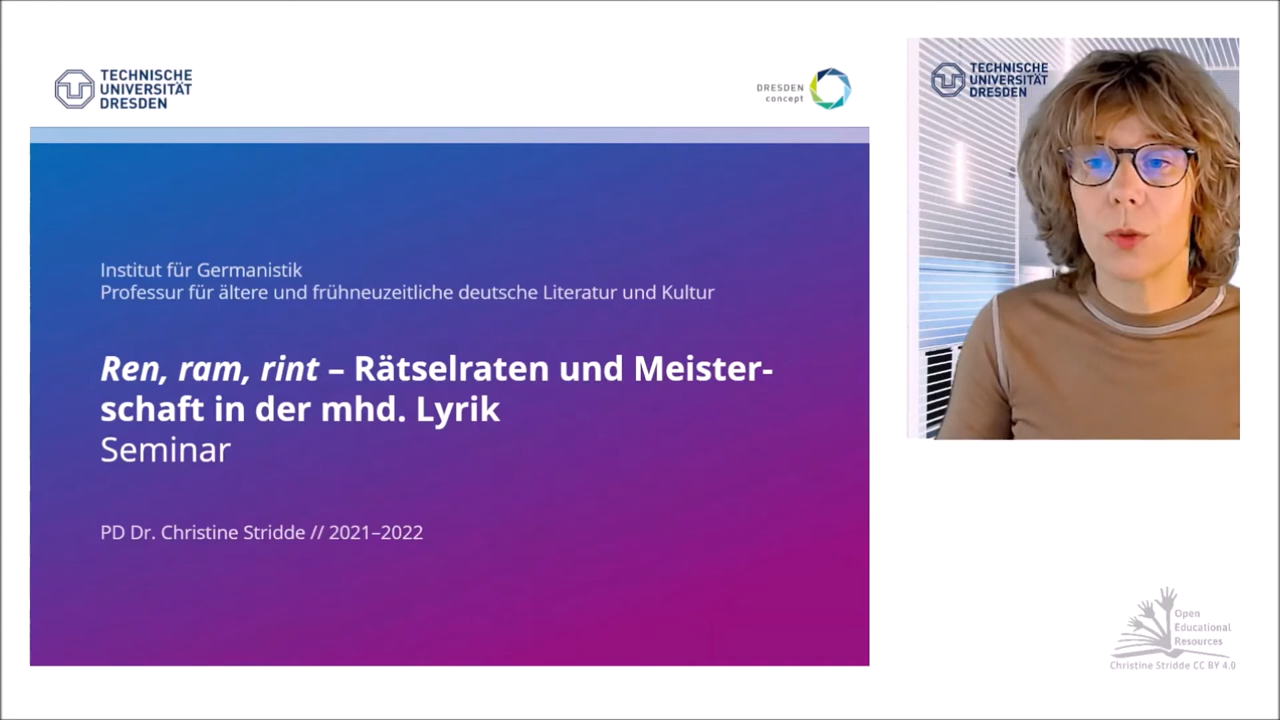 TECHNISCHE
UNIVERSITÄT
DRESDEN
DRESDEN
concept
TECHNISCHE
UNIVERSITÄT
DRESDEN
Institut für Germanistik
Professur für ältere und frühneuzeitliche deutsche Literatur und Kultur
Ren, ram, rint – Rätselraten und Meister-
schaft in der mhd. Lyrik
Seminar
PD Dr. Christine Stridde // 2021–2022
Open
Educational
Resources
Christine Stridde CC BY 4.0